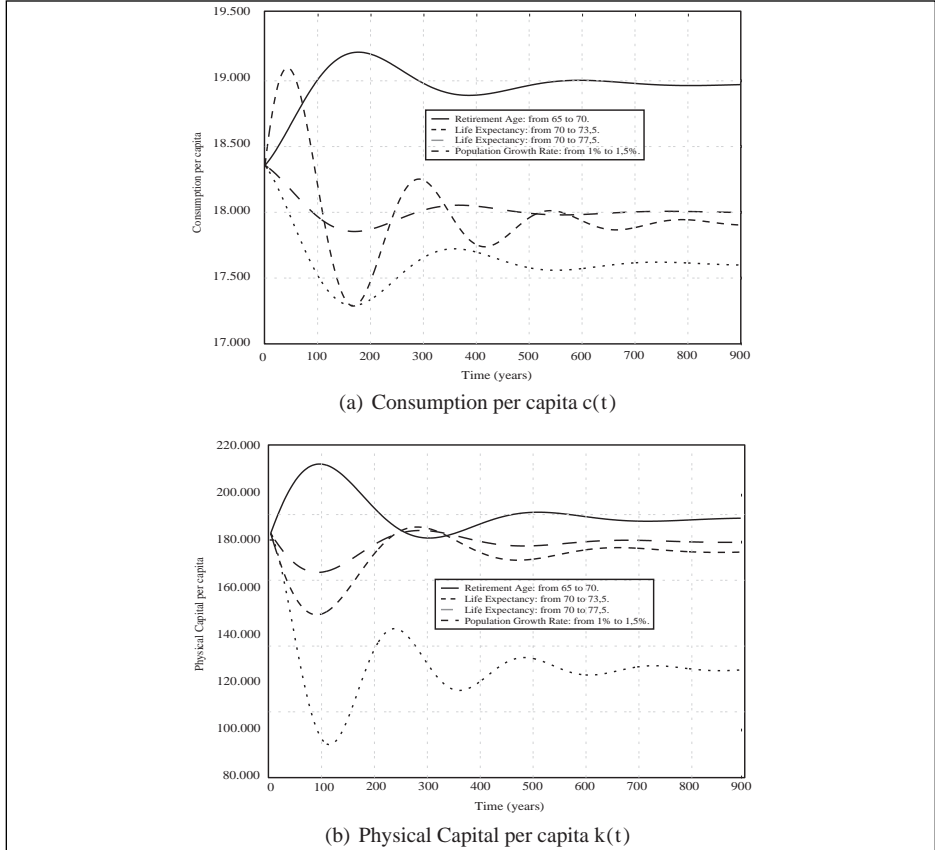 19.500
19.000
18.500
18.000
17.500
17.000
Consumption per capita
Retirement Age: from 65 to 70.
Life Expectancy: from 70 to 73,5.
Life Expectancy: from 70 to 77,5.
Population Growth Rate: from 1% to 1,5%.
0 100 200 300 400 500 600 700 800 900
Time (years)
(a) Consumption per capita c(t)
220.000
200.000
180.000
160.000
140.000
120.000
100.000
80.000
Physical Capital per capita
Retirement Age: from 65 to 70.
Life Expectancy: from 70 to 73,5.
Life Expectancy: from 70 to 77,5.
Population Growth Rate: from 1% to 1,5%.
0 100 200 300 400 500 600 700 800 900
Time (years)
(b) Physical Capital per capita k(t)